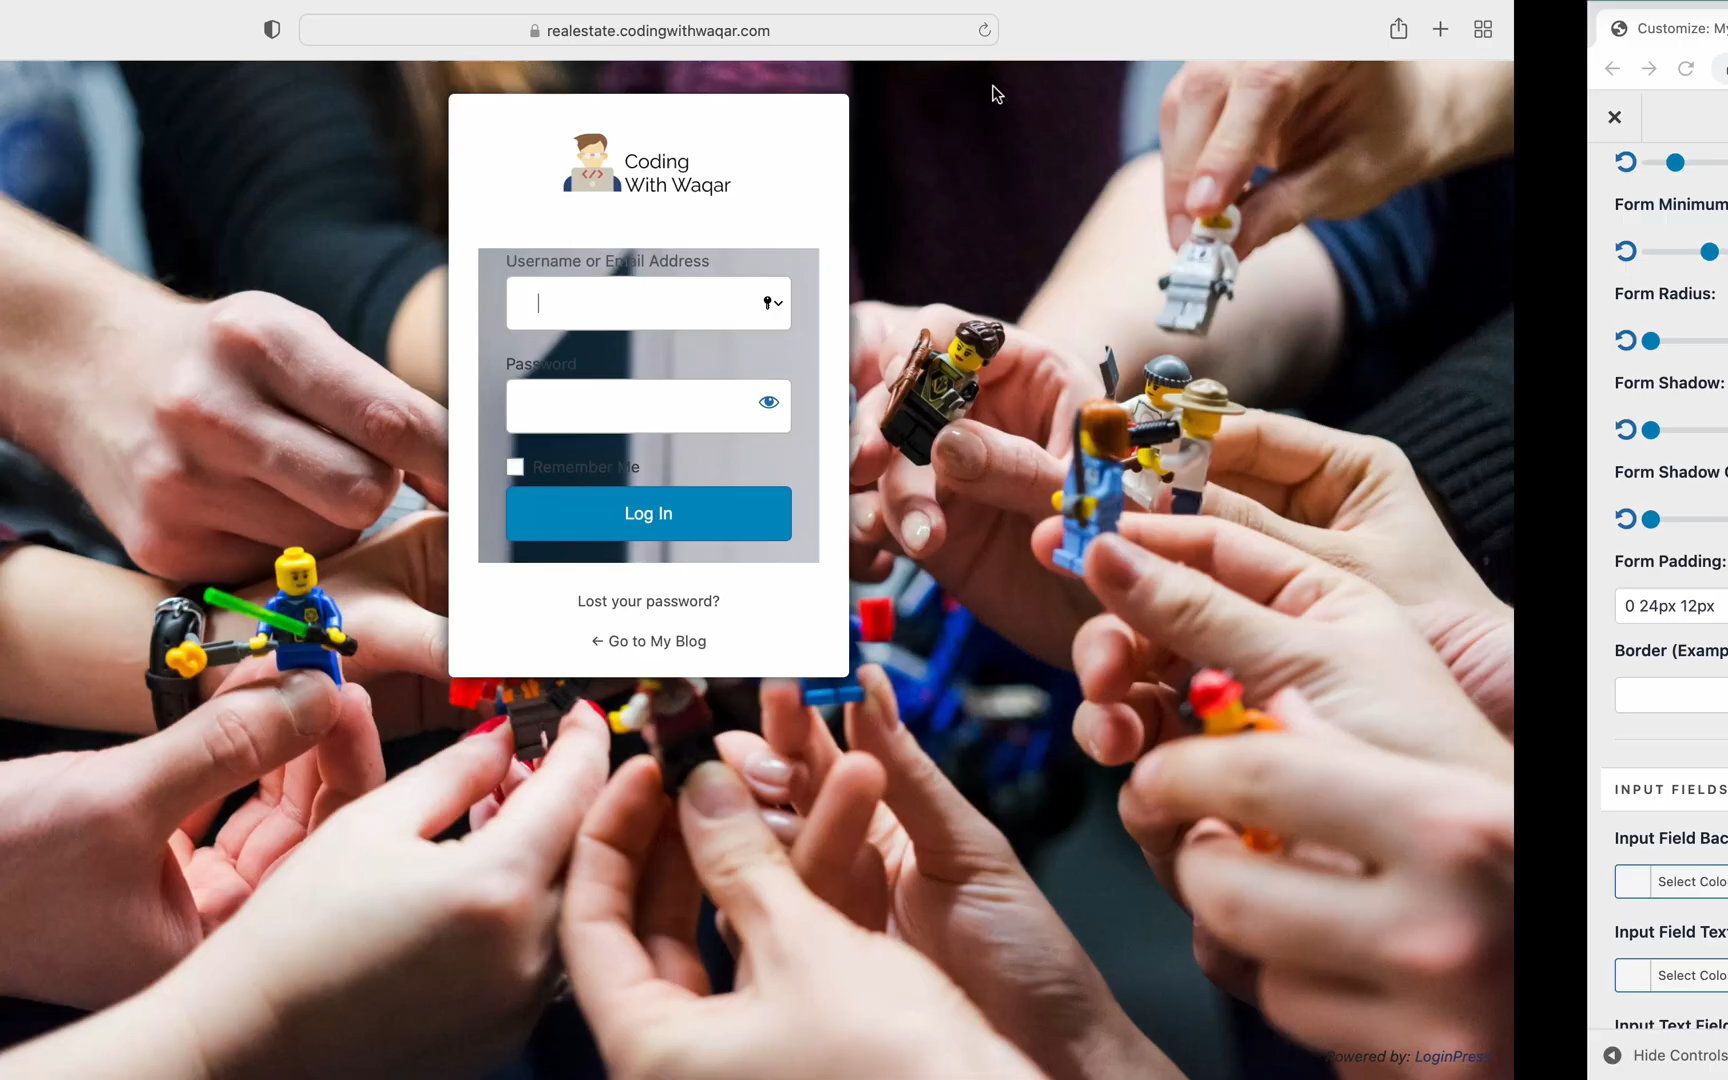 realestate.codingwithwaqar.com
Coding
With Waqar
</>
Username or Email Address
Password
Remember Me
Log In
Lost your password?
← Go to My Blog
Powered by: LoginPress
Customize: My
Form Minimum
Form Radius:
Form Shadow:
Form Shadow
Form Padding:
0 24px 12px
Border (Examp
INPUT FIELDS
Input Field Bac
Select Colo
Input Field Tex
Select Colo
Input Text Field
Hide Controls